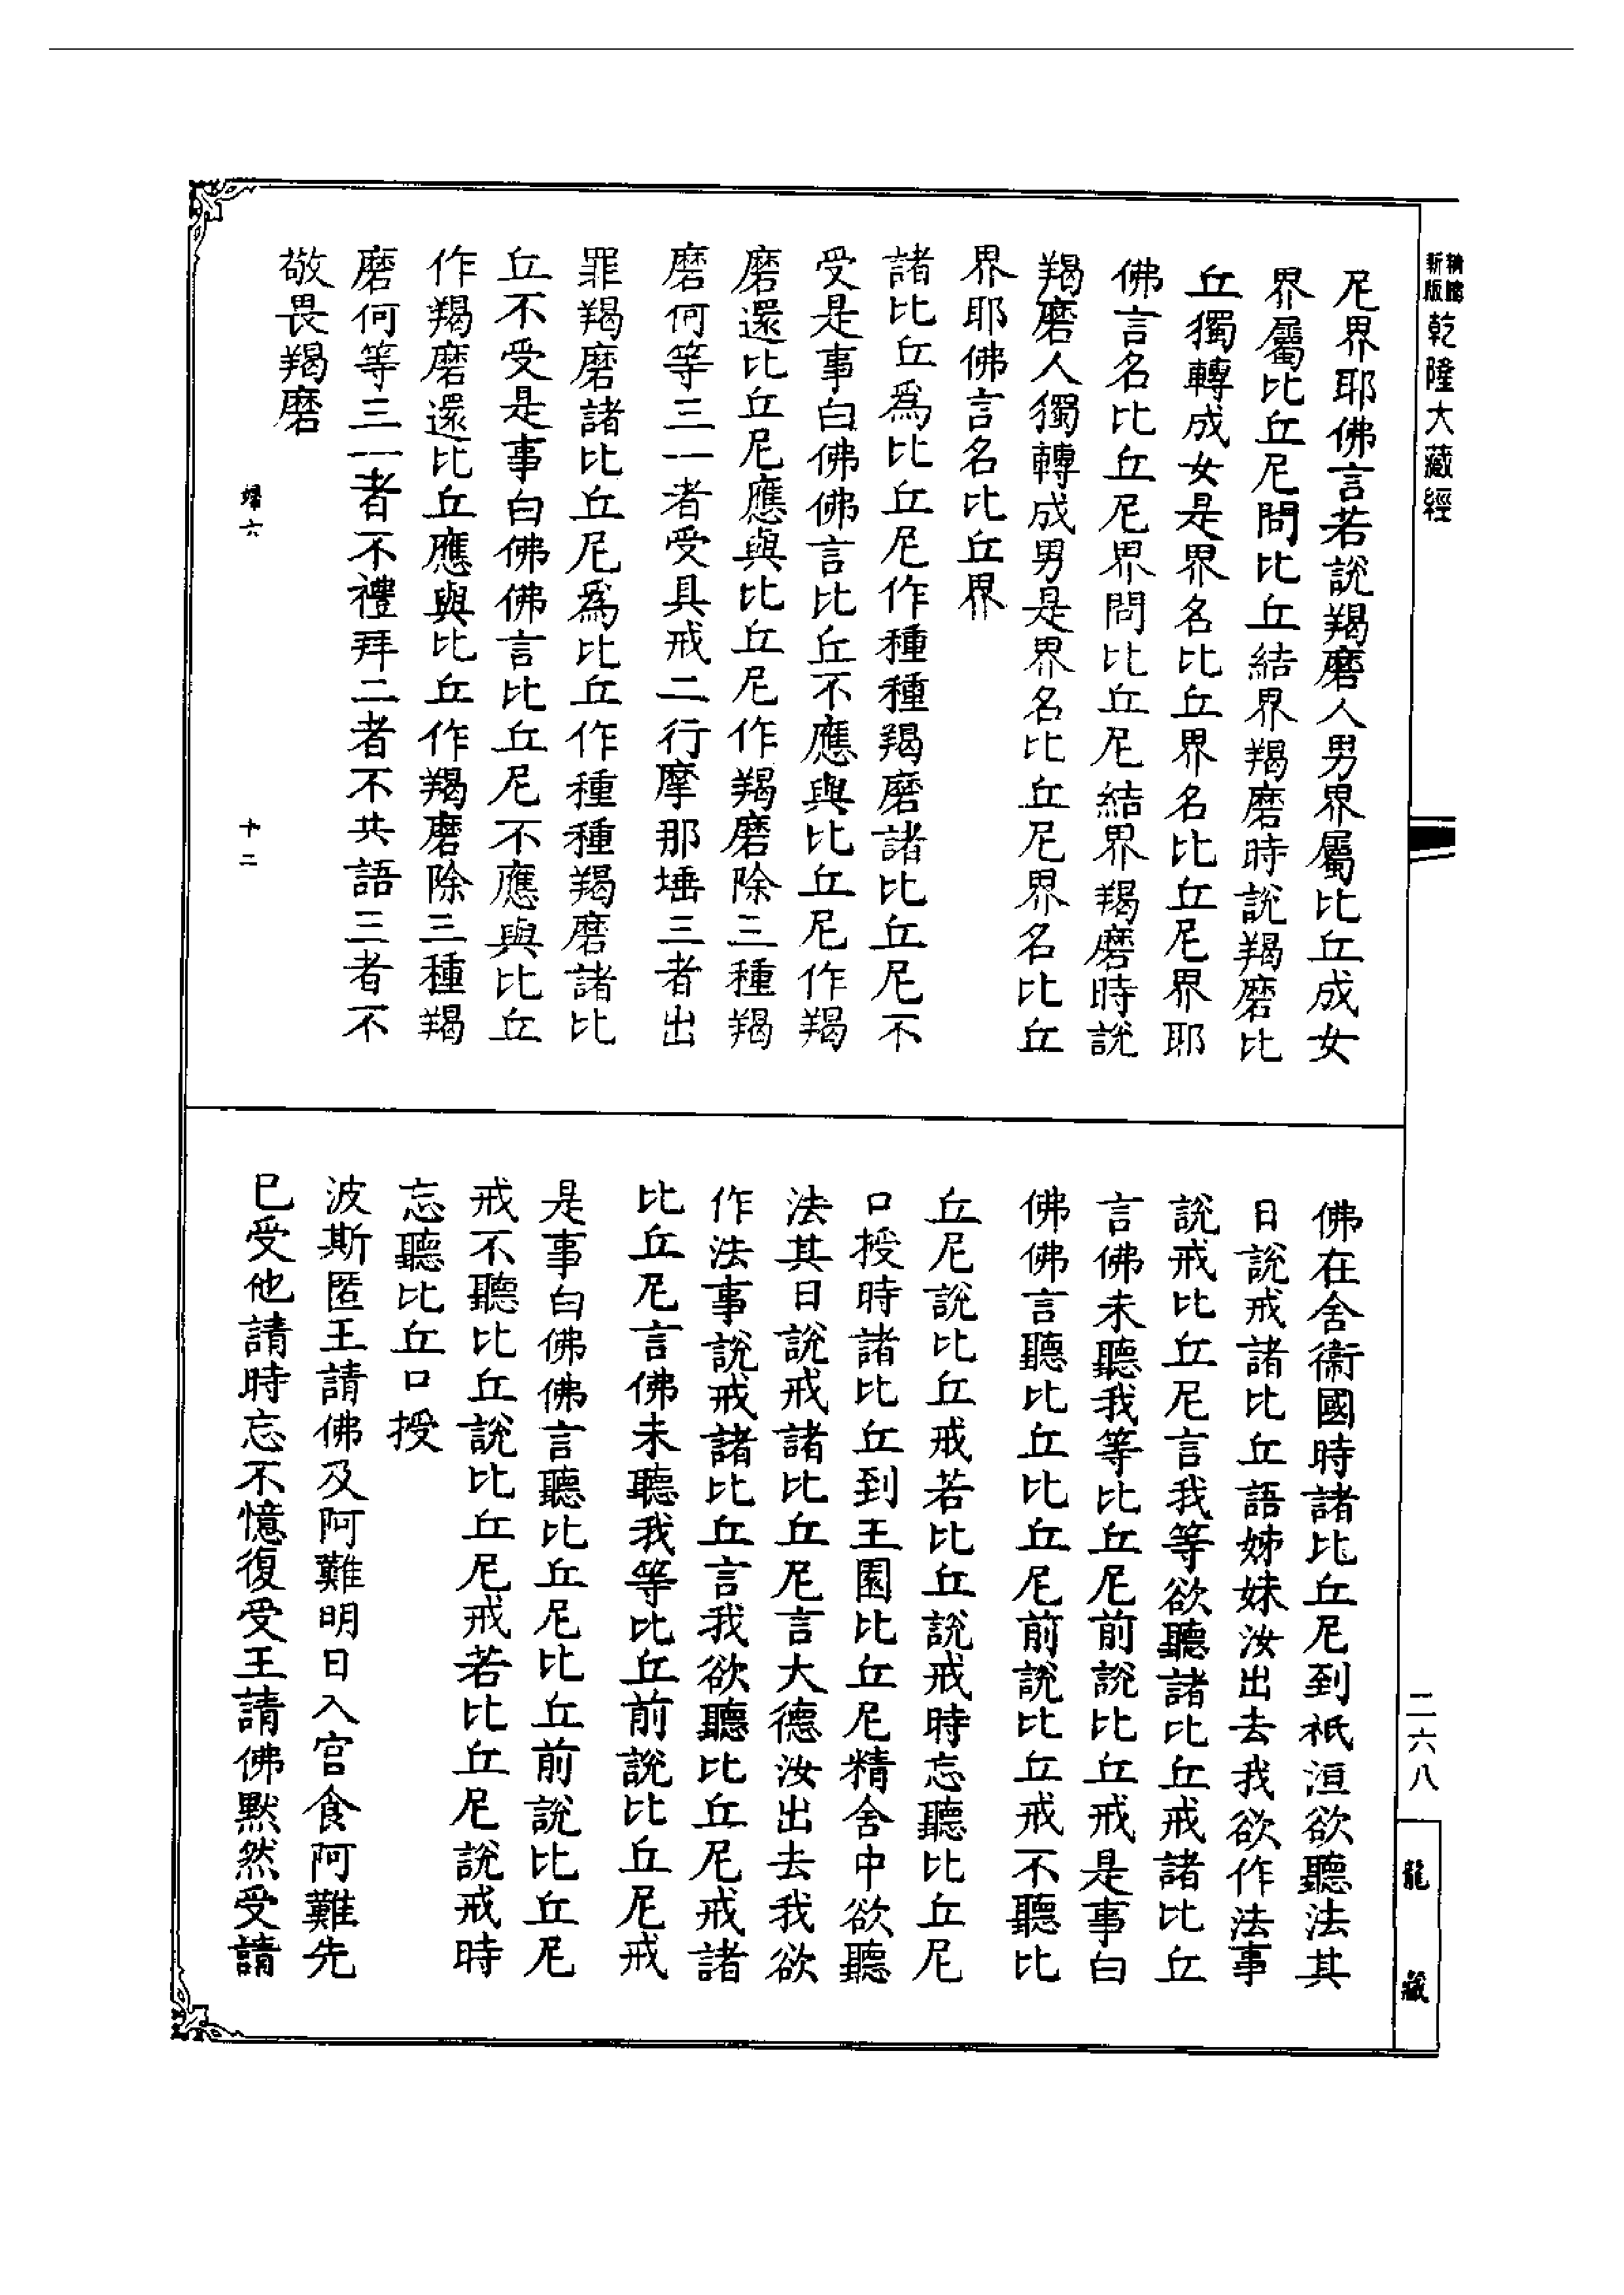 新版
乾隆大藏經
尼界耶佛言若說羯磨人男界屬比丘成女
界屬比丘尼問比丘結界羯磨時說羯磨比
丘獨轉成女是界名比丘界名比丘尼界耶
佛言名比丘尼界問比丘尼結界羯磨時說
羯磨人獨轉成男是界名比丘尼界名比丘
界耶佛言名比丘界
諸比丘為比丘尼作種種羯磨諸比丘尼不
受是事白佛佛言比丘不應與比丘尼作羯
磨還比丘尼應與比丘尼作羯磨除三種羯
磨何等三一者受具戒二行摩那埵三者出
罪羯磨諸比丘尼為比丘作種種羯磨諸比
丘不受是事白佛佛言比丘尼不應與比丘
作羯磨還比丘應與比丘作羯磨除三種羯
磨何等三一者不禮拜二者不共語三者不
敬畏羯磨
婦六
十二
佛在舍衛國時諸比丘尼到祇洹欲聽法其
日說戒諸比丘語姊妹汝出去我欲作法事
說戒比丘尼言我等欲聽諸比丘戒諸比丘
言佛未聽我等比丘尼前說比丘戒是事白
佛佛言聽比丘比丘尼前說比丘戒不聽比
丘尼說比丘戒若比丘說戒時忘聽比丘尼
口授時諸比丘到王園比丘尼精舍中欲聽
法其日說戒諸比丘尼言大德汝出去我欲
作法事說戒諸比丘言我欲聽比丘尼戒諸
比丘尼言佛未聽我等比丘前說比丘尼戒
是事白佛佛言聽比丘尼比丘前說比丘尼
戒不聽比丘說比丘尼戒若比丘尼說戒時
忘聽比丘口授
波斯匿王請佛及阿難明日入宮食阿難先
已受他請時忘不憶復受王請佛默然受請
二六八
龍藏